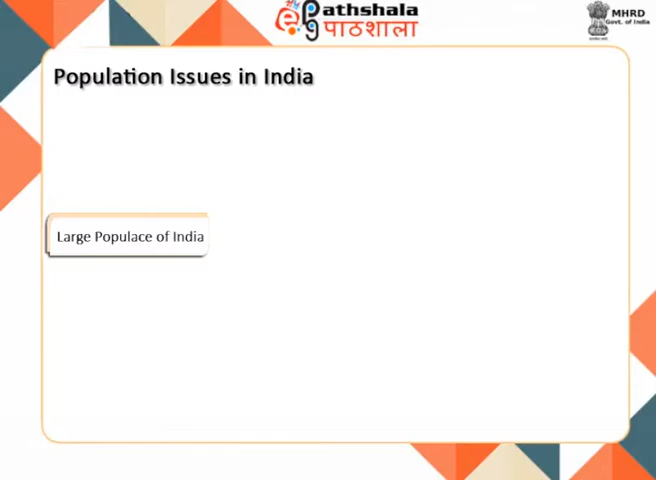 ePathshala
पाठशाला
MHRD
Govt. of India
Population Issues in India
Large Populace of India